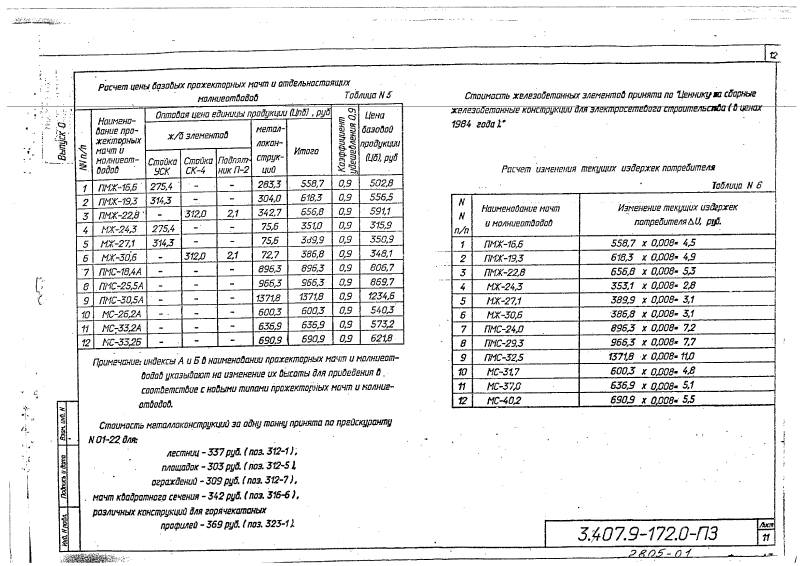 12
Выпуск 0
Расчет цены базовых прожекторных мачт и отдельностоящих
молниеотводов
Таблица N 5
N п/п | Наимено-вание про-жекторных мачт и молниеот-водов | Оптовая цена единицы продукции (Цпб), руб | Коэффициент удешевления 0,9 | Цена базовой продукции (Цб), руб
ж/б элементов | метал-локон-струк-ций | Итого
Стойка УСК | Стойка СК-4 | Подпят-ник П-2
1 | ПМЖ-16,6 | 275,4 | – | – | 283,3 | 558,7 | 0,9 | 502,8
2 | ПМЖ-19,3 | 314,3 | – | – | 304,0 | 618,3 | 0,9 | 556,5
3 | ПМЖ-22,8 | – | 312,0 | 2,1 | 342,7 | 656,8 | 0,9 | 591,1
4 | МЖ-24,3 | 275,4 | – | – | 75,6 | 351,0 | 0,9 | 315,9
5 | МЖ-27,1 | 314,3 | – | – | 75,6 | 389,9 | 0,9 | 350,9
6 | МЖ-30,6 | – | 312,0 | 2,1 | 72,7 | 386,8 | 0,9 | 348,1
7 | ПМС-18,4А | – | – | – | 896,3 | 896,3 | 0,9 | 806,7
8 | ПМС-25,5А | – | – | – | 966,3 | 966,3 | 0,9 | 869,7
9 | ПМС-30,5А | – | – | – | 1371,8 | 1371,8 | 0,9 | 1234,6
10 | МС-26,2А | – | – | – | 600,3 | 600,3 | 0,9 | 540,3
11 | МС-33,2А | – | – | – | 636,9 | 636,9 | 0,9 | 573,2
12 | МС-33,2Б | – | – | – | 690,9 | 690,9 | 0,9 | 621,8
Примечание: индексы А и Б в наименовании прожекторных мачт и молниеот-
водов указывают на изменение их высоты для приведения в
соответствие с новыми типами прожекторных мачт и молние-
отводов.
Стоимость металлоконструкций за одну тонну принята по прейскуранту
N 01-22 для:
лестниц – 337 руб. (поз. 312-1),
площадок – 303 руб. (поз. 312-5),
ограждений – 309 руб. (поз. 312-7),
мачт квадратного сечения – 342 руб. (поз. 316-6),
различных конструкций для горячекатаных
профилей – 369 руб. (поз. 323-1).
Стоимость железобетонных элементов принята по "Ценнику на сборные
железобетонные конструкции для электросетевого строительства (в ценах
1984 года)."
Расчет изменения текущих издержек потребителя
Таблица N 6
N N п/п | Наименование мачт и молниеотводов | Изменение текущих издержек потребителя ΔИ, руб.
1 | ПМЖ-16,6 | 558,7 х 0,008= 4,5
2 | ПМЖ-19,3 | 618,3 х 0,008= 4,9
3 | ПМЖ-22,8 | 656,8 х 0,008= 5,3
4 | МЖ-24,3 | 353,1 х 0,008= 2,8
5 | МЖ-27,1 | 389,9 х 0,008= 3,1
6 | МЖ-30,6 | 386,8 х 0,008= 3,1
7 | ПМС-24,0 | 896,3 х 0,008= 7,2
8 | ПМС-29,3 | 966,3 х 0,008= 7,7
9 | ПМС-32,5 | 1371,8 х 0,008= 11,0
10 | МС-31,7 | 600,3 х 0,008= 4,8
11 | МС-37,0 | 636,9 х 0,008= 5,1
12 | МС-40,2 | 690,9 х 0,008= 5,5
Взам. инв. N
Подпись и дата
Инв. N подл.
3.407.9-172.0-ПЗ
Лист
11
2805-01